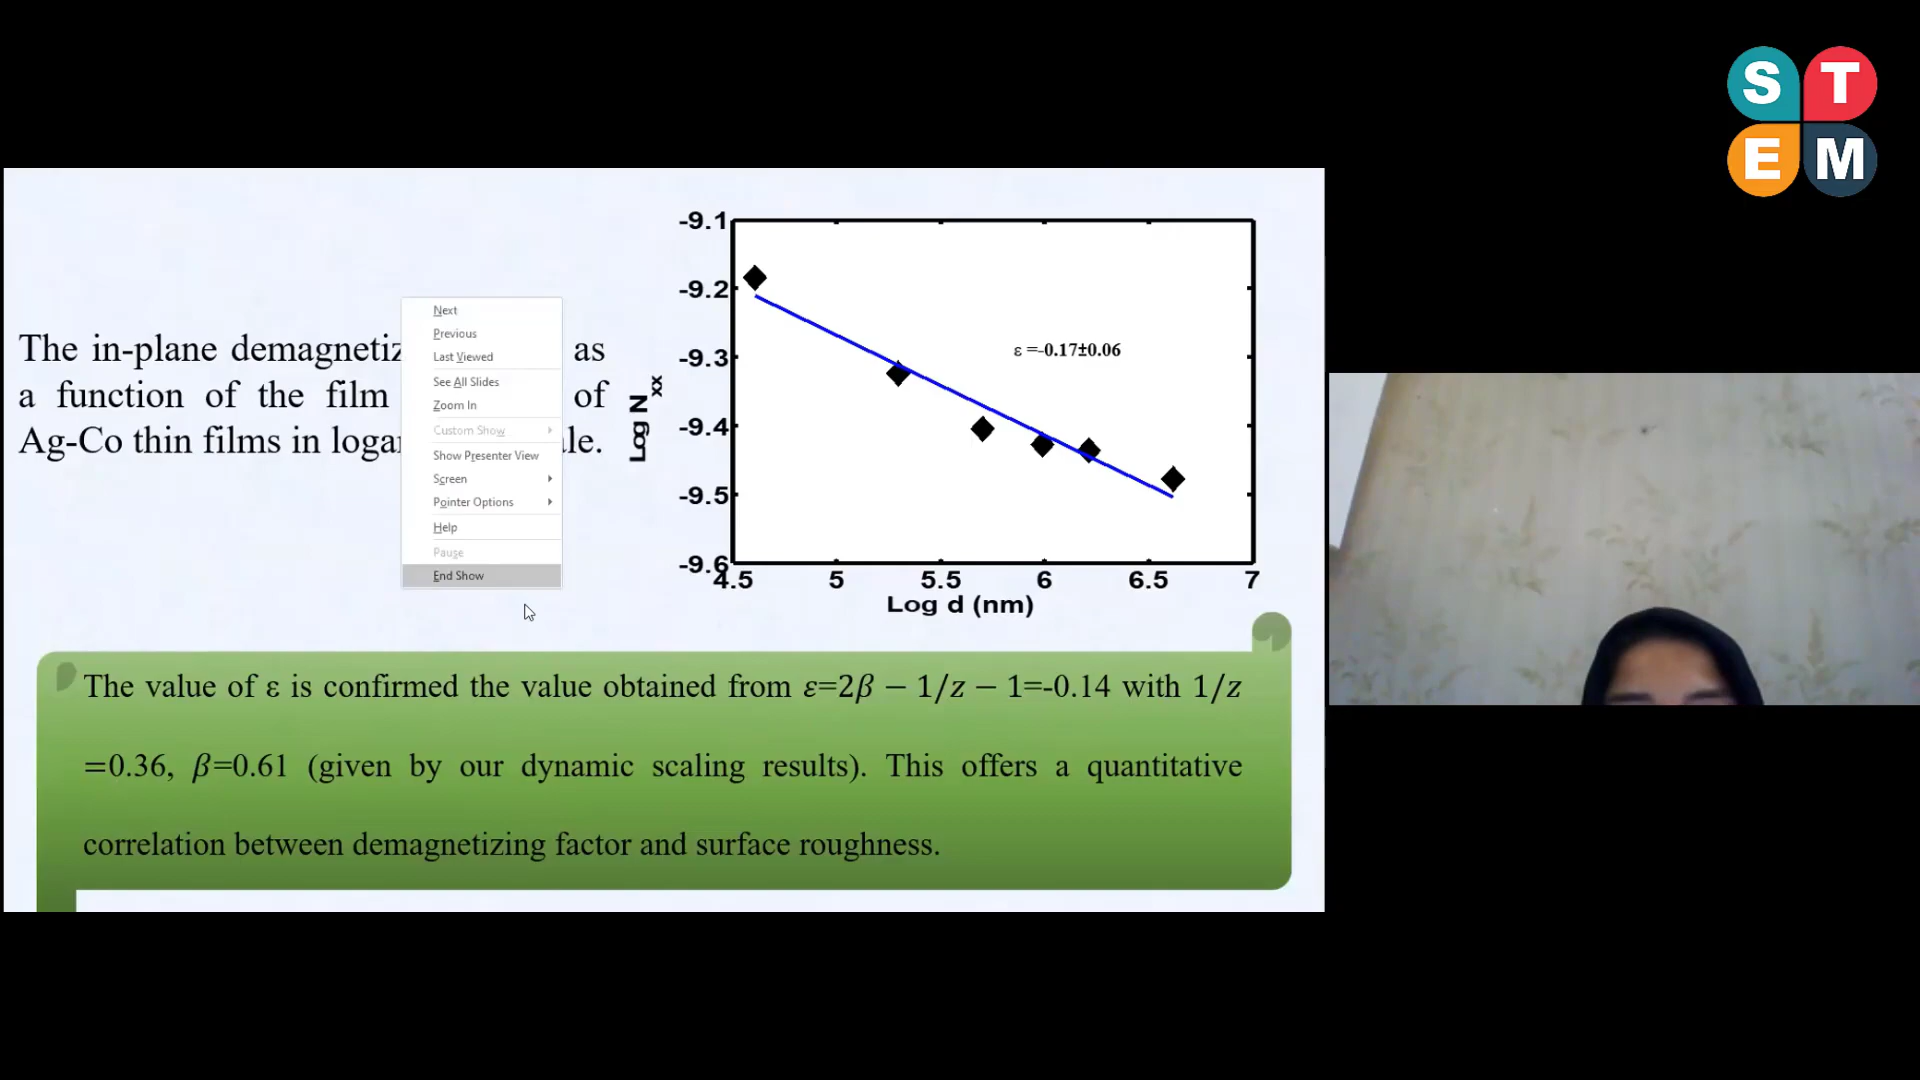 S T
E M
The in-plane as
a function of the film of
Ag-Co thin films in
Next
Previous
Last Viewed
See All Slides
Zoom In
Custom Show
Show Presenter View
Screen
Pointer Options
Help
Pause
End Show
-9.1
-9.2
-9.3
-9.4
-9.5
-9.6
Log Nxx
ε =-0.17±0.06
4.5 5 5.5 6 6.5 7
Log d (nm)
The value of ε is confirmed the value obtained from ε=2β − 1/z − 1=-0.14 with 1/z
=0.36, β=0.61 (given by our dynamic scaling results). This offers a quantitative
correlation between demagnetizing factor and surface roughness.